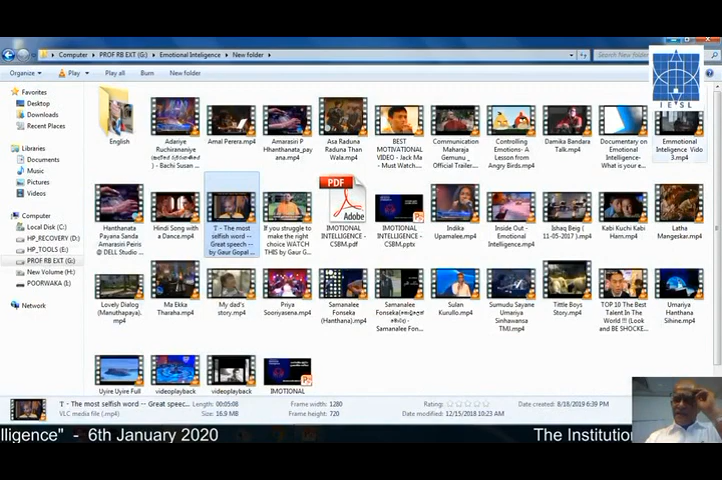 Computer ▸ PROF RB EXT (G:) ▸ Emotional Inteligence ▸ New folder
Search New fo
Organize
Play
Play all
Burn
New folder
IESL
Favorites
Desktop
Downloads
Recent Places
Libraries
Documents
Music
Pictures
Videos
Computer
Local Disk (C:)
HP_RECOVERY (D:)
HP_TOOLS (E:)
PROF RB EXT (G:)
New Volume (H:)
POORWAKA (I:)
Network
English
Adariye
Ruchirananiye
- Bachi Susan ...
Amal Perera.mp4
Amarasiri P
Hhanthanata_pay
ana.mp4
Asa Raduna
Raduna Than
Wala.mp4
BEST
MOTIVATIONAL
VIDEO - Jack Ma
- Must Watch...
Communication
Maharaja
Gemunu _
Official Trailer...
Controlling
Emotions- A
Lesson from
Angry Birds.mp4
Damika Bandara
Talk.mp4
Documentary on
Emotional
Intelligence-
What is your e...
Emmotional
Inteligence Vido
3.mp4
Hanthanata
Payana Sanda
Amarasiri Peiris
@ DELL Studio ...
Hindi Song with
a Dance.mp4
T - The most
selfish word --
Great speech --
by Gaur Gopal ...
If you struggle
to make the
right choice WATCH
THIS by Gaur G...
PDF
Adobe
IMOTIONAL
INTELLIGENCE -
CSBM.pdf
IMOTIONAL
INTELLIGENCE -
CSBM.pptx
Indika
Upamalee.mp4
Inside Out -
Emotional
Intelligence.mp4
Ishaq Beig (
11-05-2017 ).mp4
Kabi Kuchi Kabi
Ham.mp4
Latha
Mangeskar.mp4
Lovely Dialog
(Manuthapaya).mp4
Ma Ekka
Tharaha.mp4
My dad's
story.mp4
Priya
Sooriyasena.mp4
Samanalee
Fonseka
(Hanthana).mp4
Samanalee
- Samanalee Fon...
Sulan
Kurullo.mp4
Sumudu Sayane
Umariya
Sinhawansa
TMJ.mp4
Tittle Boys
Story.mp4
TOP 10 The Best
Talent In The
World !!! (Look
and BE SHOCKE...
Umariya
Hanthana
Sihine.mp4
Uyire Uyire Full
videoplayback
videoplayback
IMOTIONAL
T - The most selfish word -- Great speec...
VLC media file (.mp4)
Length: 00:05:08
Size: 16.9 MB
Frame width: 1280
Frame height: 720
Rating:
Date modified: 12/15/2018 10:23 AM
Date created: 8/18/2019 6:39 PM
lligence" - 6th January 2020
The Institution